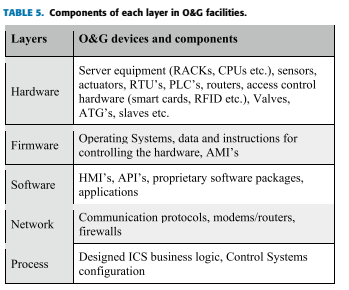 TABLE 5. Components of each layer in O&G facilities.
Layers
O&G devices and components
Hardware
Server equipment (RACKs, CPUs etc.), sensors,
actuators, RTU's, PLC's, routers, access control
hardware (smart cards, RFID etc.), Valves,
ATG's, slaves etc.
Firmware
Operating Systems, data and instructions for
controlling the hardware, AMI's
Software
HMI's, API's, proprietary software packages,
applications
Network
Communication protocols, modems/routers,
firewalls
Process
Designed ICS business logic, Control Systems
configuration